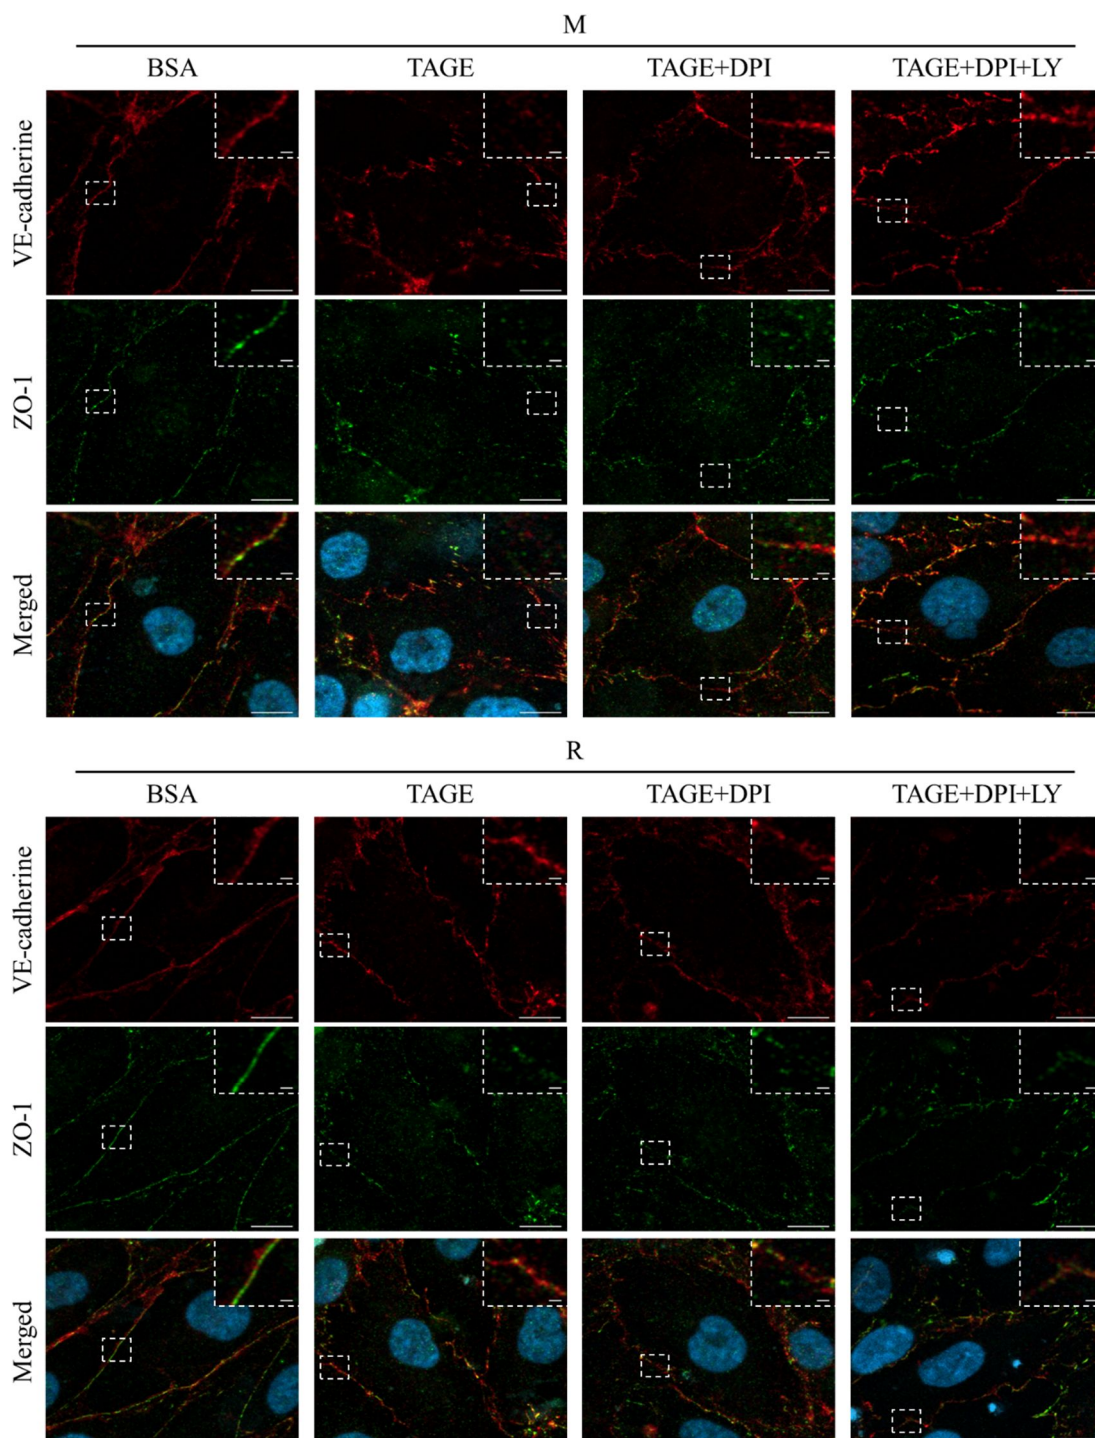 M
BSA TAGE TAGE+DPI TAGE+DPI+LY
VE-cadherine
ZO-1
Merged
R
BSA TAGE TAGE+DPI TAGE+DPI+LY
VE-cadherine
ZO-1
Merged